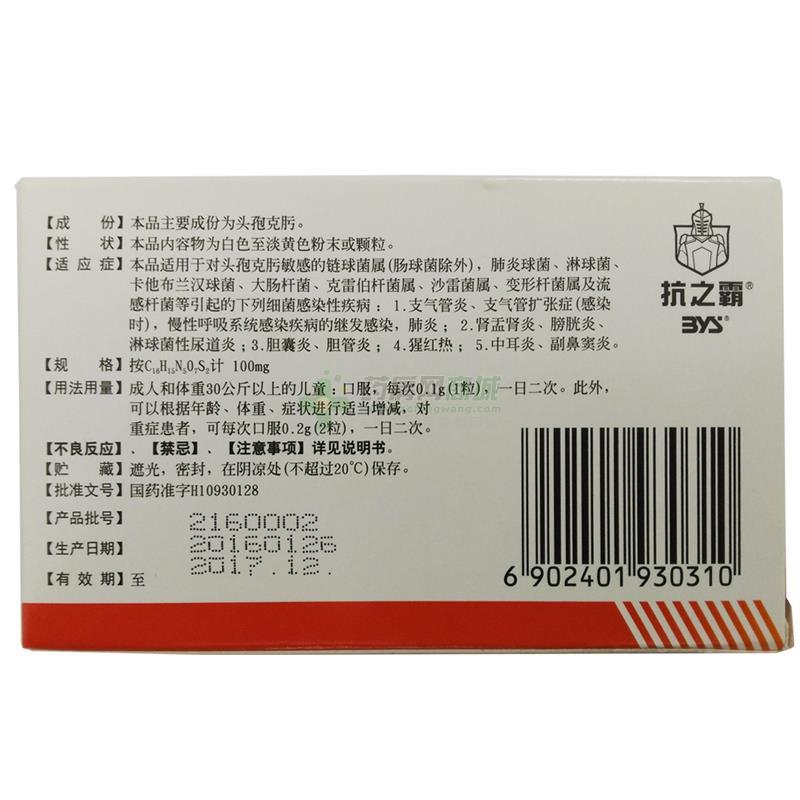 【成　份】本品主要成份为头孢克肟。
【性　状】本品内容物为白色至淡黄色粉末或颗粒。
【适应症】本品适用于对头孢克肟敏感的链球菌属(肠球菌除外)，肺炎球菌、淋球菌、
卡他布兰汉球菌、大肠杆菌、克雷伯杆菌属、沙雷菌属、变形杆菌属及流
感杆菌等引起的下列细菌感染性疾病：1.支气管炎、支气管扩张症(感染
时)，慢性呼吸系统感染疾病的继发感染，肺炎；2.肾盂肾炎、膀胱炎、
淋球菌性尿道炎；3.胆囊炎、胆管炎；4.猩红热；5.中耳炎、副鼻窦炎。
【规　格】按C16H15N5O7S2计 100mg
【用法用量】成人和体重30公斤以上的儿童：口服，每次0.1g(1粒)，一日二次。此外，
可以根据年龄、体重、症状进行适当增减，对
重症患者，可每次口服0.2g(2粒)，一日二次。
【不良反应】、【禁忌】、【注意事项】详见说明书。
【贮　藏】遮光，密封，在阴凉处(不超过20℃)保存。
【批准文号】国药准字H10930128
【产品批号】2160002
【生产日期】20160126
【有效期】至 2017.12.
抗之霸®
BYS®
药房网商城
6 902401 930310